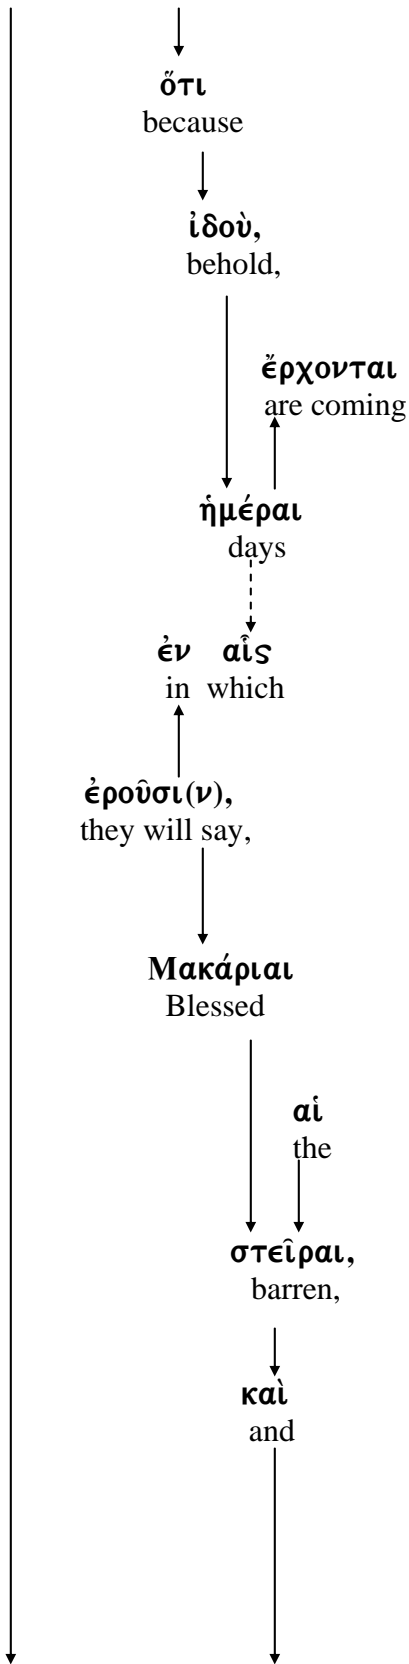 ὅτι
because
ἰδοὺ,
behold,
ἔρχονται
are coming
ἡμέραι
days
ἐν αἷς
in which
ἐροῦσι(ν),
they will say,
Μακάριαι
Blessed
αἱ
the
στεῖραι,
barren,
καὶ
and